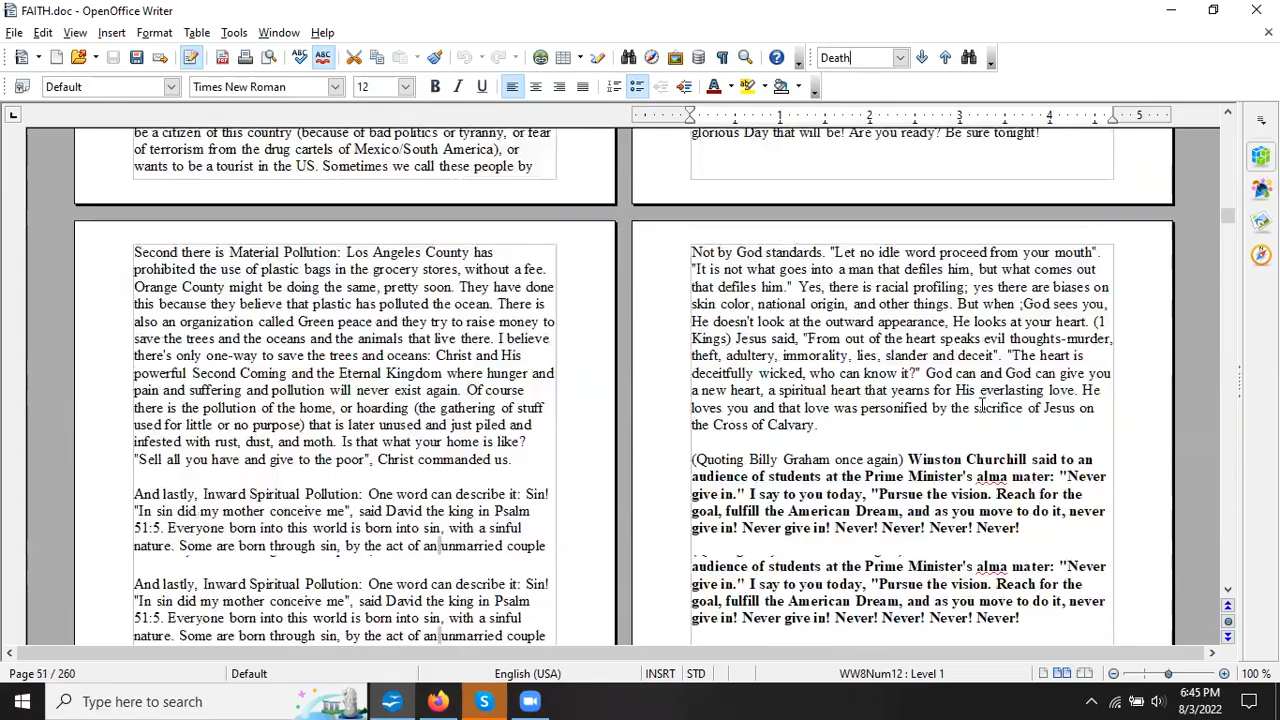 FAITH.doc - OpenOffice Writer
File Edit View Insert Format Table Tools Window Help
Death
Default Times New Roman 12
1 2 3 4 5
be a citizen of this country (because of bad politics or tyranny, or fear
of terrorism from the drug cartels of Mexico/South America), or
wants to be a tourist in the US. Sometimes we call these people by
glorious Day that will be! Are you ready? Be sure tonight!
Second there is Material Pollution: Los Angeles County has
prohibited the use of plastic bags in the grocery stores, without a fee.
Orange County might be doing the same, pretty soon. They have done
this because they believe that plastic has polluted the ocean. There is
also an organization called Green peace and they try to raise money to
save the trees and the oceans and the animals that live there. I believe
there's only one-way to save the trees and oceans: Christ and His
powerful Second Coming and the Eternal Kingdom where hunger and
pain and suffering and pollution will never exist again. Of course
there is the pollution of the home, or hoarding (the gathering of stuff
used for little or no purpose) that is later unused and just piled and
infested with rust, dust, and moth. Is that what your home is like?
"Sell all you have and give to the poor", Christ commanded us.
And lastly, Inward Spiritual Pollution: One word can describe it: Sin!
"In sin did my mother conceive me", said David the king in Psalm
51:5. Everyone born into this world is born into sin, with a sinful
nature. Some are born through sin, by the act of an unmarried couple
And lastly, Inward Spiritual Pollution: One word can describe it: Sin!
"In sin did my mother conceive me", said David the king in Psalm
51:5. Everyone born into this world is born into sin, with a sinful
nature. Some are born through sin, by the act of an unmarried couple
Not by God standards. "Let no idle word proceed from your mouth".
"It is not what goes into a man that defiles him, but what comes out
that defiles him." Yes, there is racial profiling; yes there are biases on
skin color, national origin, and other things. But when ;God sees you,
He doesn't look at the outward appearance, He looks at your heart. (1
Kings) Jesus said, "From out of the heart speaks evil thoughts-murder,
theft, adultery, immorality, lies, slander and deceit". "The heart is
deceitfully wicked, who can know it?" God can and God can give you
a new heart, a spiritual heart that yearns for His everlasting love. He
loves you and that love was personified by the sacrifice of Jesus on
the Cross of Calvary.
(Quoting Billy Graham once again) Winston Churchill said to an
audience of students at the Prime Minister's alma mater: "Never
give in." I say to you today, "Pursue the vision. Reach for the
goal, fulfill the American Dream, and as you move to do it, never
give in! Never give in! Never! Never! Never! Never!
audience of students at the Prime Minister's alma mater: "Never
give in." I say to you today, "Pursue the vision. Reach for the
goal, fulfill the American Dream, and as you move to do it, never
give in! Never give in! Never! Never! Never! Never!
Page 51 / 260 Default English (USA) INSRT STD WW8Num12 : Level 1 100 %
Type here to search
6:45 PM
8/3/2022